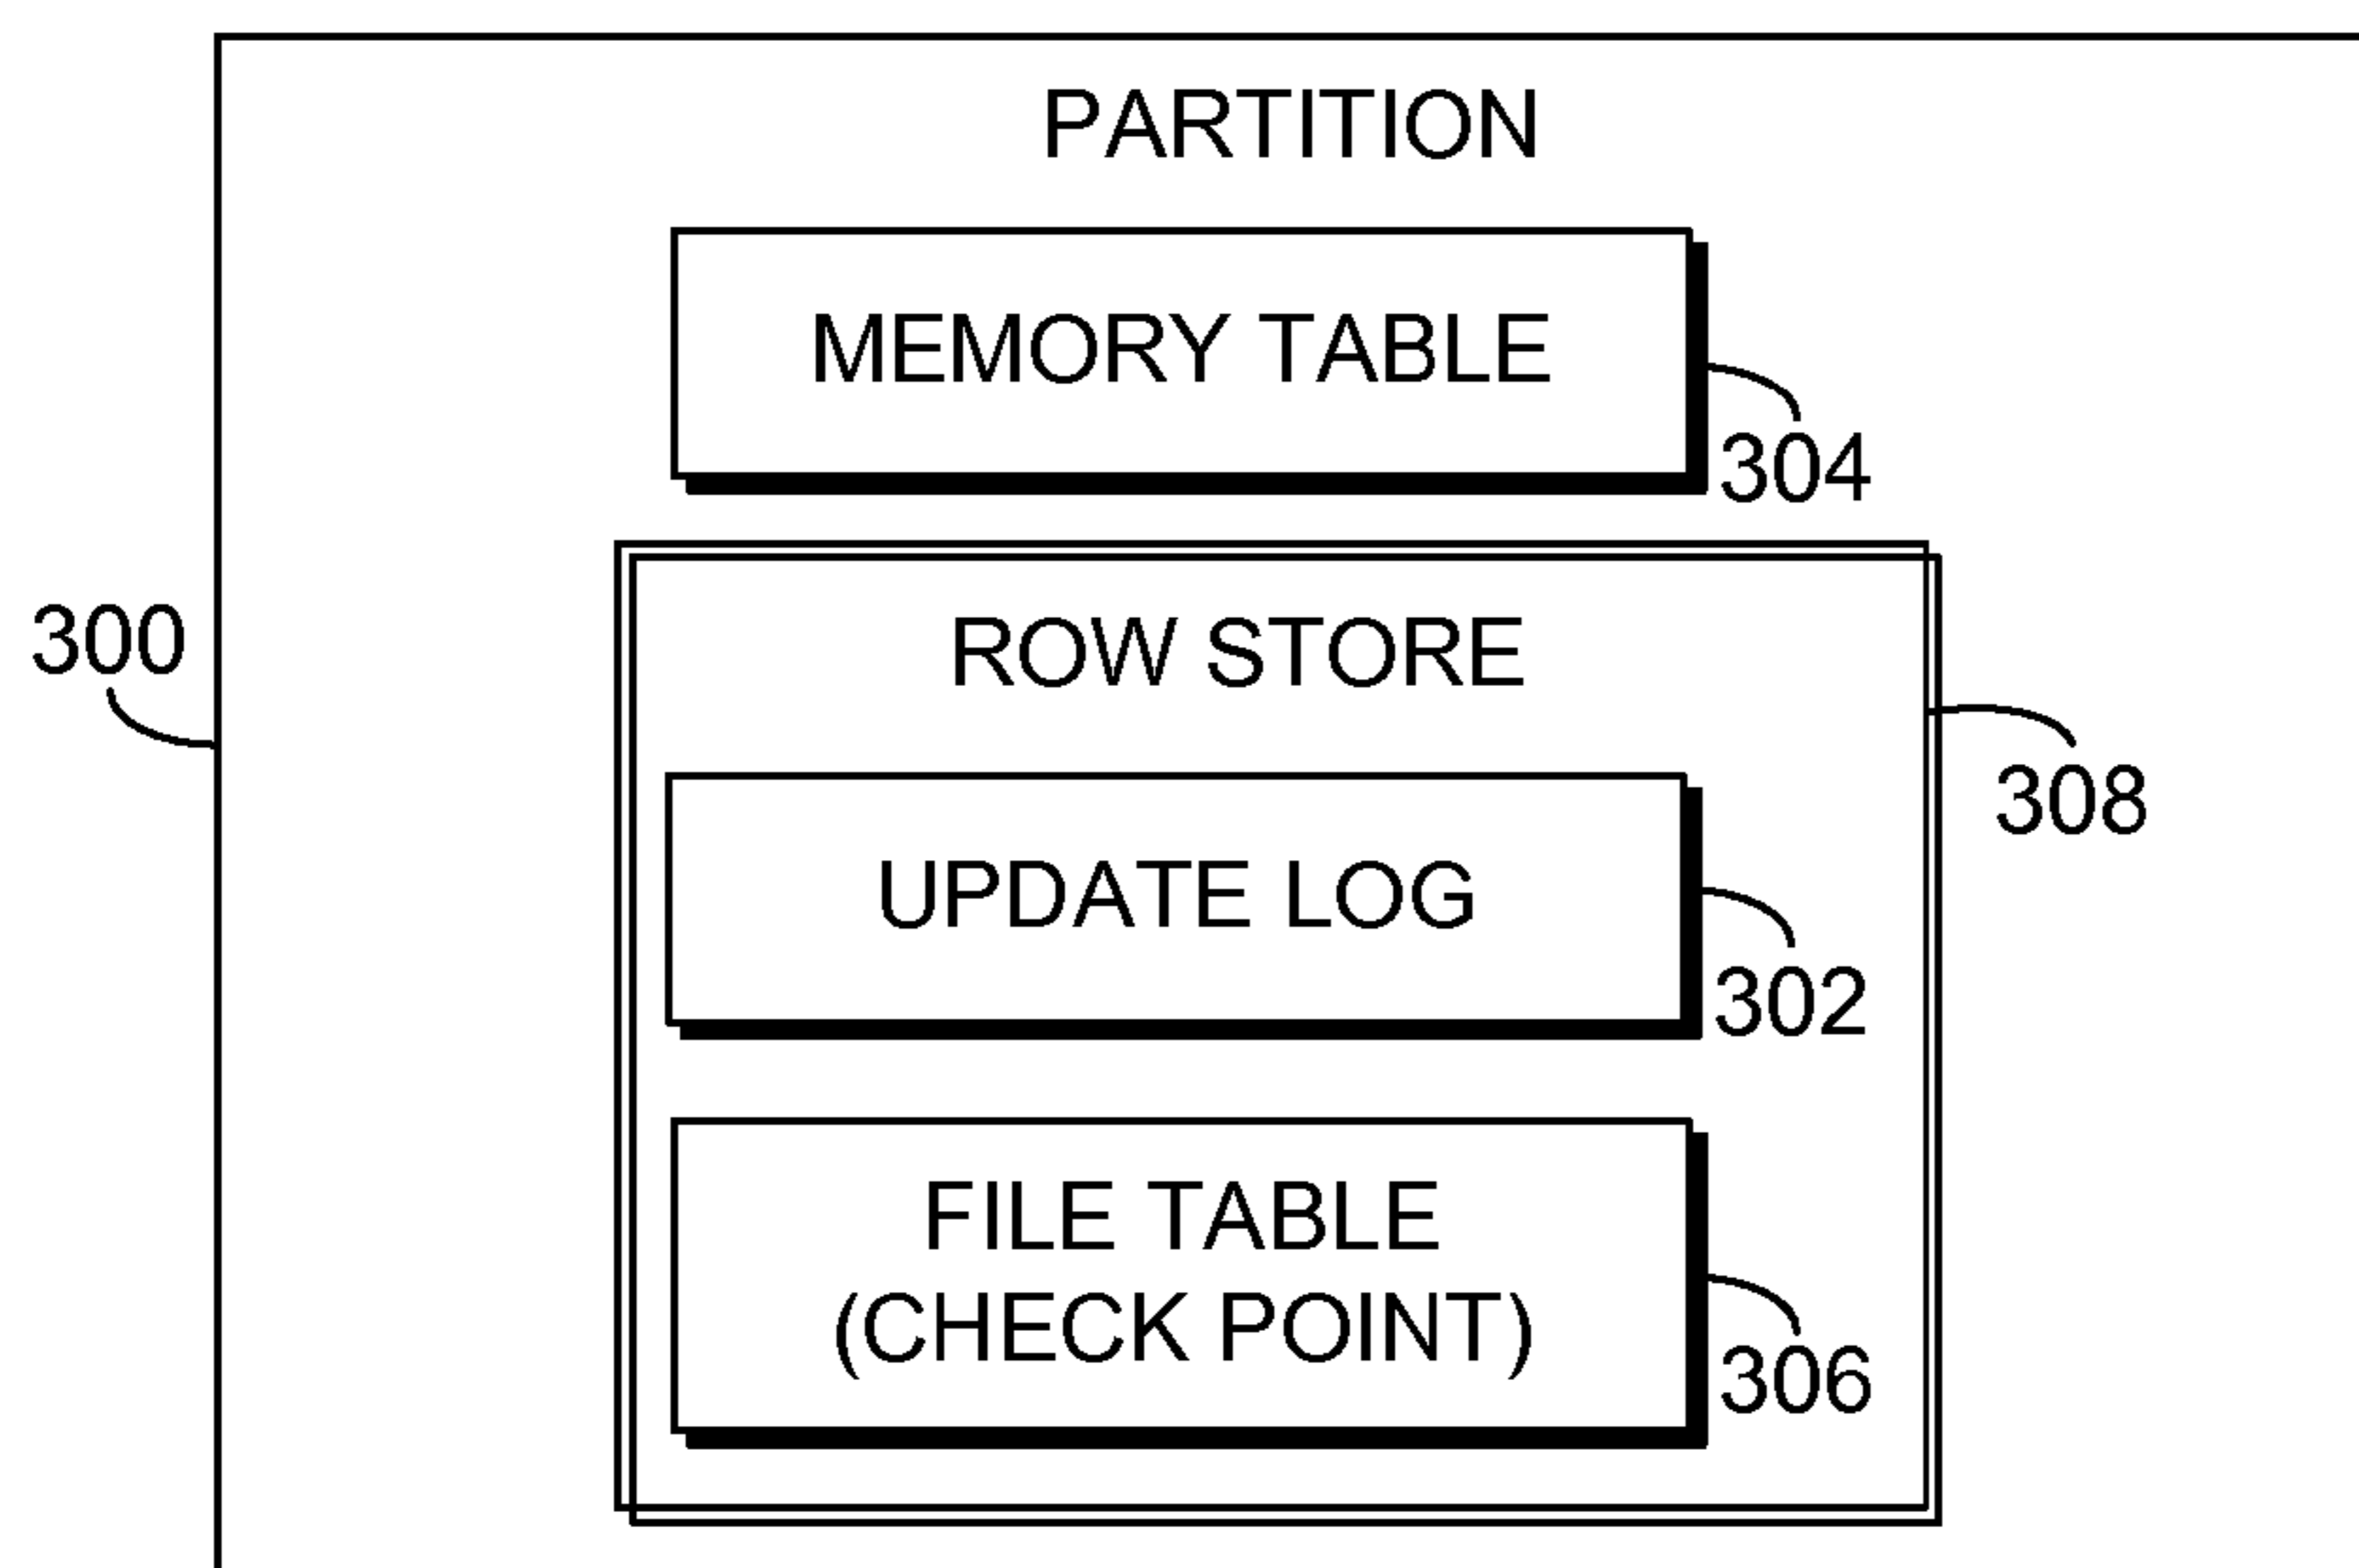 PARTITION
MEMORY TABLE
304
ROW STORE
300
308
UPDATE LOG
302
FILE TABLE
(CHECK POINT)
306